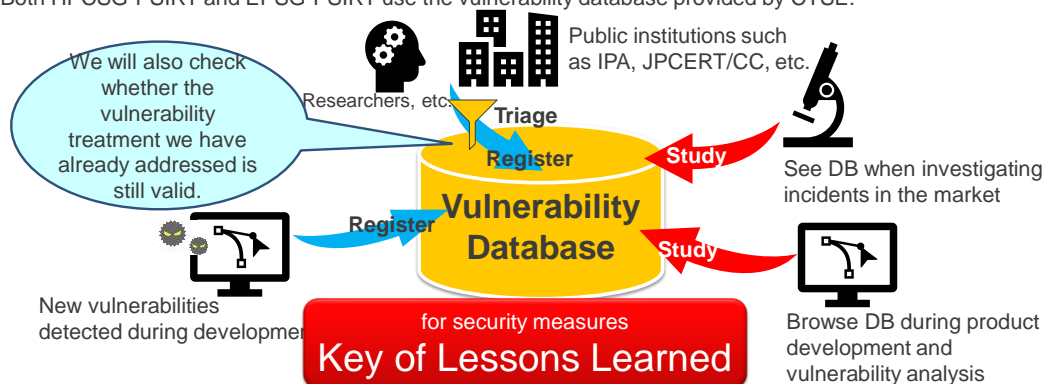 We will also check
whether the
vulnerability
treatment we have
already addressed is
still valid.
Public institutions such
as IPA, JPCERT/CC, etc.
Researchers, etc.
Triage
Register
Study
See DB when investigating
incidents in the market
Register
Vulnerability
Database
Study
New vulnerabilities
detected during developmen
for security measures
Key of Lessons Learned
Browse DB during product
development and
vulnerability analysis